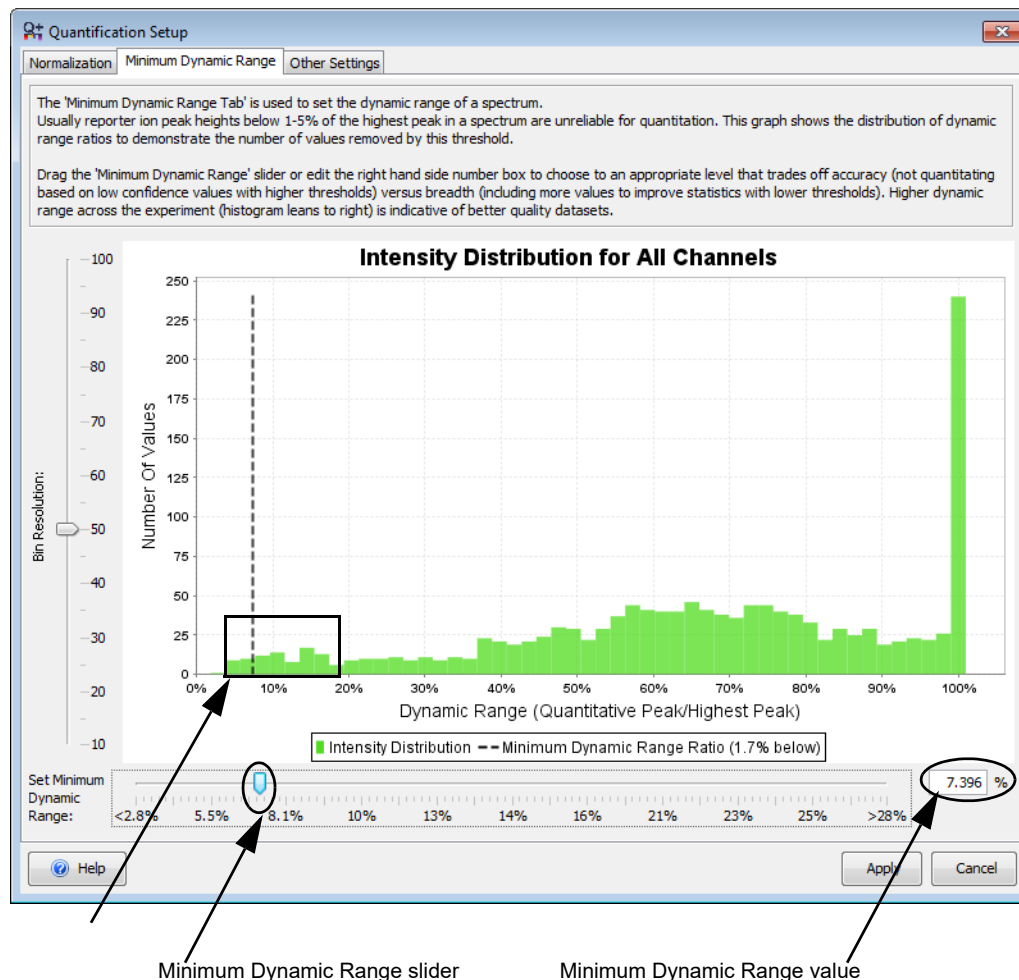 Quantification Setup
Normalization Minimum Dynamic Range Other Settings
The 'Minimum Dynamic Range Tab' is used to set the dynamic range of a spectrum.
Usually reporter ion peak heights below 1-5% of the highest peak in a spectrum are unreliable for quantitation. This graph shows the distribution of dynamic
range ratios to demonstrate the number of values removed by this threshold.
Drag the 'Minimum Dynamic Range' slider or edit the right hand side number box to choose to an appropriate level that trades off accuracy (not quantitating
based on low confidence values with higher thresholds) versus breadth (including more values to improve statistics with lower thresholds). Higher dynamic
range across the experiment (histogram leans to right) is indicative of better quality datasets.
Bin Resolution:
100
90
80
70
60
50
40
30
20
10
Intensity Distribution for All Channels
Number Of Values
250
225
200
175
150
125
100
75
50
25
0
0% 10% 20% 30% 40% 50% 60% 70% 80% 90% 100%
Dynamic Range (Quantitative Peak/Highest Peak)
Intensity Distribution Minimum Dynamic Range Ratio (1.7% below)
Set Minimum
Dynamic
Range:
<2.8% 5.5% 8.1% 10% 13% 14% 16% 21% 23% 25% >28%
7.396 %
Help Apply Cancel
Minimum Dynamic Range slider Minimum Dynamic Range value